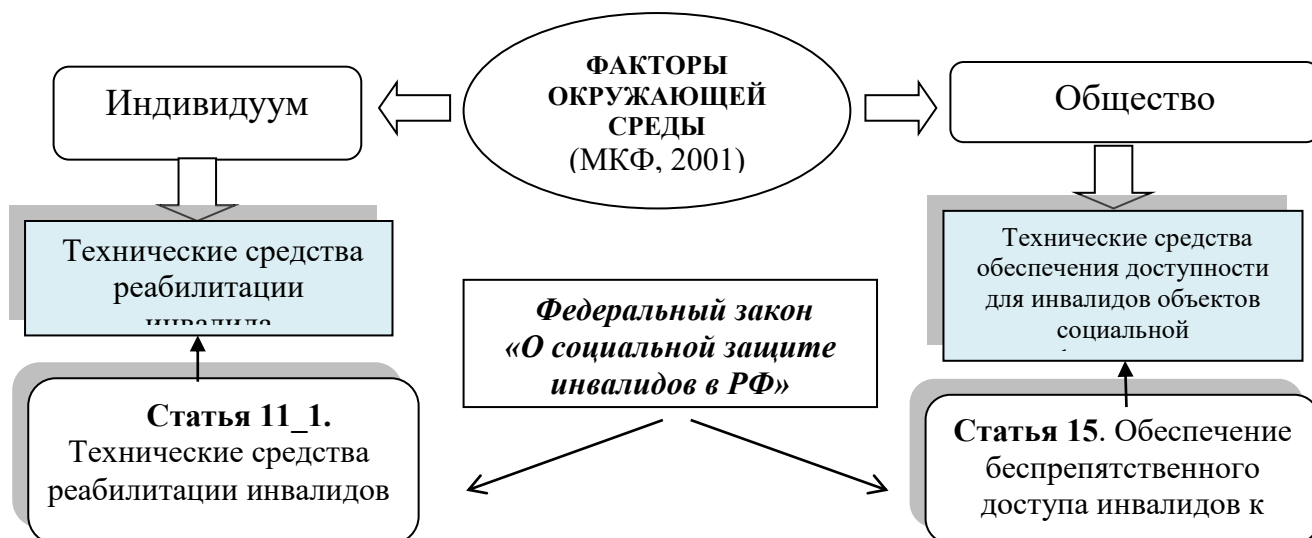 ФАКТОРЫ
ОКРУЖАЮЩЕЙ
СРЕДЫ
(МКФ, 2001)
Индивидуум
Общество
Технические средства
реабилитации
инвалида
Технические средства
обеспечения доступности
для инвалидов объектов
социальной
Федеральный закон
«О социальной защите
инвалидов в РФ»
Статья 11_1.
Технические средства
реабилитации инвалидов
Статья 15. Обеспечение
беспрепятственного
доступа инвалидов к